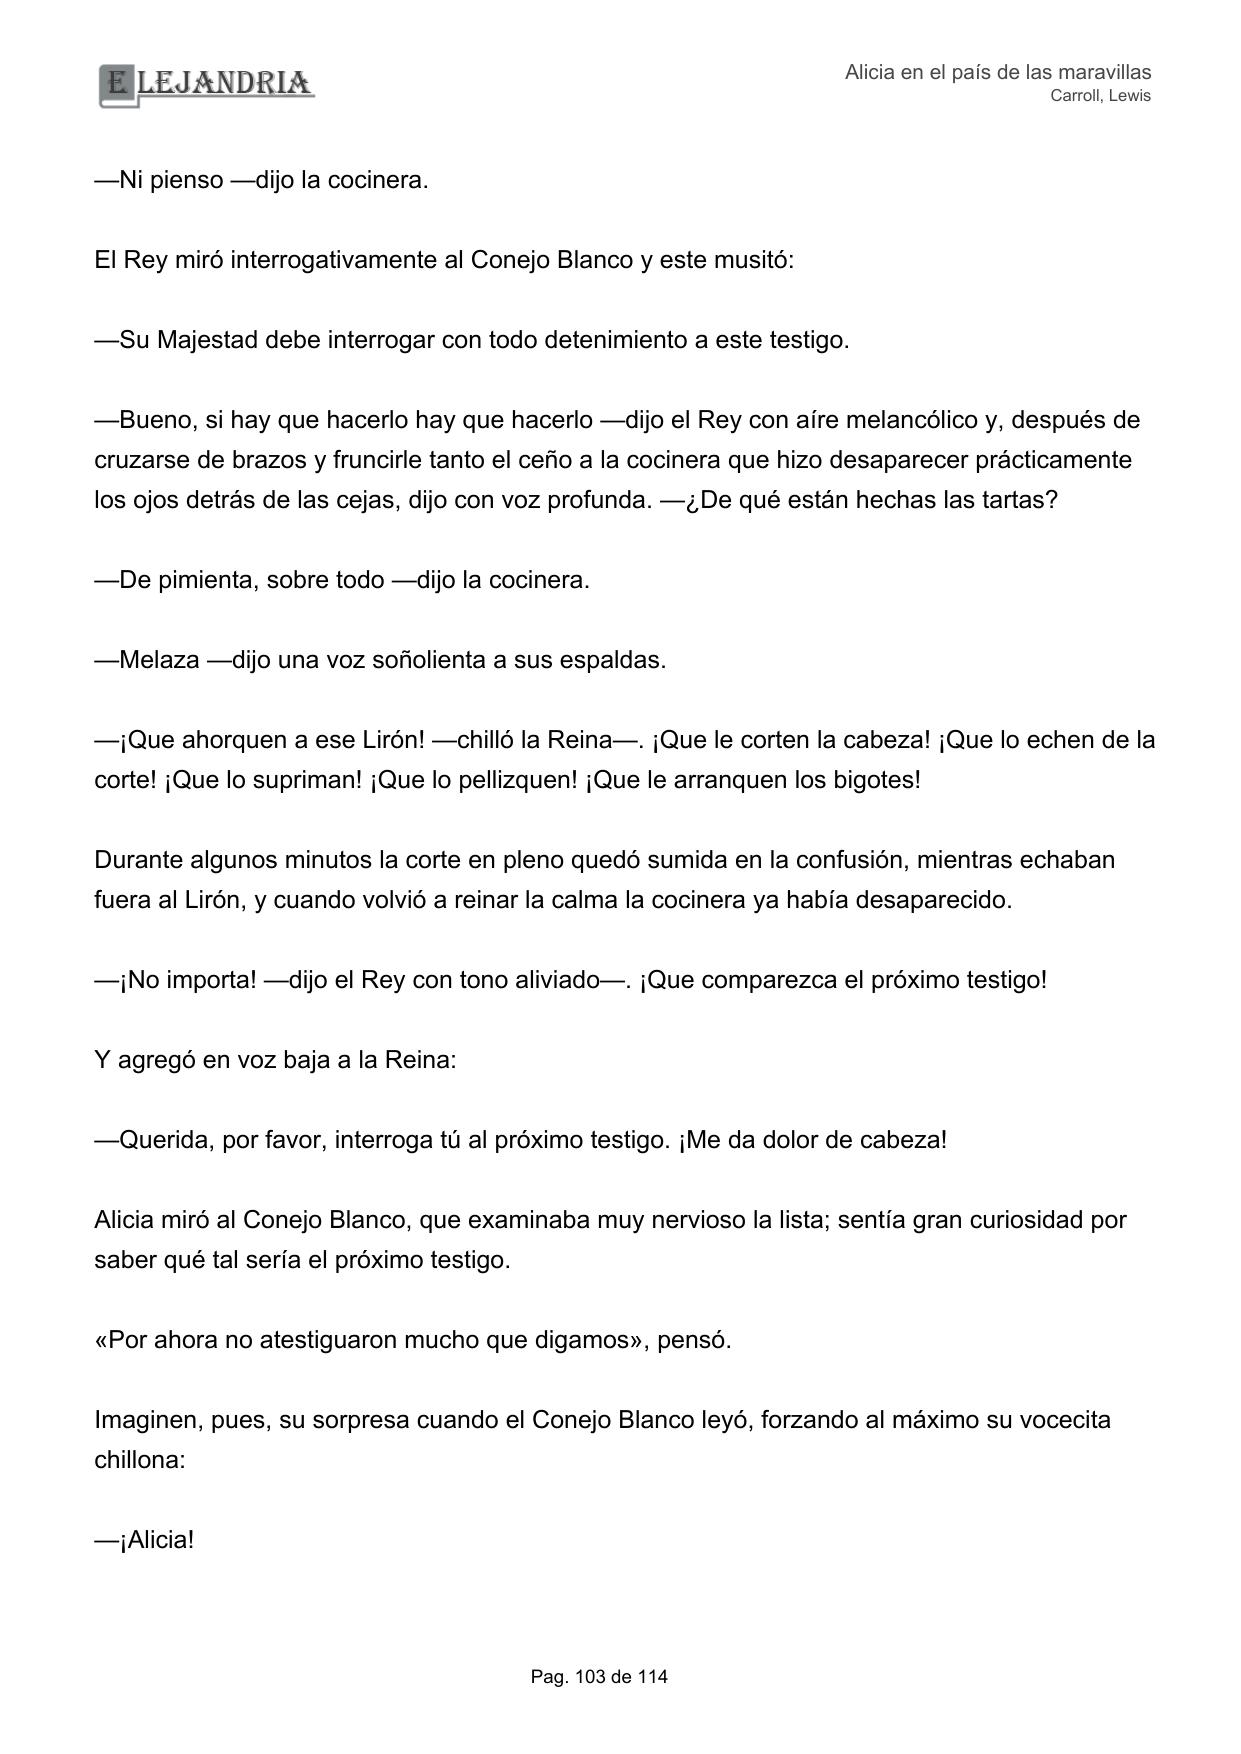 ELEJANDRIA
Alicia en el país de las maravillas
Carroll, Lewis
—Ni pienso —dijo la cocinera.
El Rey miró interrogativamente al Conejo Blanco y este musitó:
—Su Majestad debe interrogar con todo detenimiento a este testigo.
—Bueno, si hay que hacerlo hay que hacerlo —dijo el Rey con aíre melancólico y, después de
cruzarse de brazos y fruncirle tanto el ceño a la cocinera que hizo desaparecer prácticamente
los ojos detrás de las cejas, dijo con voz profunda. —¿De qué están hechas las tartas?
—De pimienta, sobre todo —dijo la cocinera.
—Melaza —dijo una voz soñolienta a sus espaldas.
—¡Que ahorquen a ese Lirón! —chilló la Reina—. ¡Que le corten la cabeza! ¡Que lo echen de la
corte! ¡Que lo supriman! ¡Que lo pellizquen! ¡Que le arranquen los bigotes!
Durante algunos minutos la corte en pleno quedó sumida en la confusión, mientras echaban
fuera al Lirón, y cuando volvió a reinar la calma la cocinera ya había desaparecido.
—¡No importa! —dijo el Rey con tono aliviado—. ¡Que comparezca el próximo testigo!
Y agregó en voz baja a la Reina:
—Querida, por favor, interroga tú al próximo testigo. ¡Me da dolor de cabeza!
Alicia miró al Conejo Blanco, que examinaba muy nervioso la lista; sentía gran curiosidad por
saber qué tal sería el próximo testigo.
«Por ahora no atestiguaron mucho que digamos», pensó.
Imaginen, pues, su sorpresa cuando el Conejo Blanco leyó, forzando al máximo su vocecita
chillona:
—¡Alicia!
Pag. 103 de 114